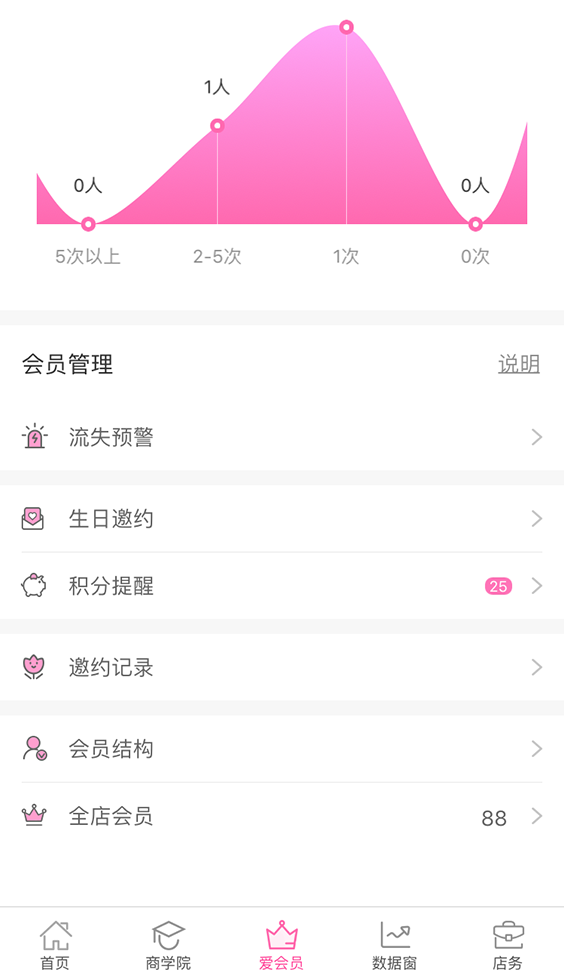 1人
0人
0人
5次以上 2-5次 1次 0次
会员管理 说明
流失预警
生日邀约
积分提醒 25
邀约记录
会员结构
全店会员 88
首页 商学院 爱会员 数据窗 店务